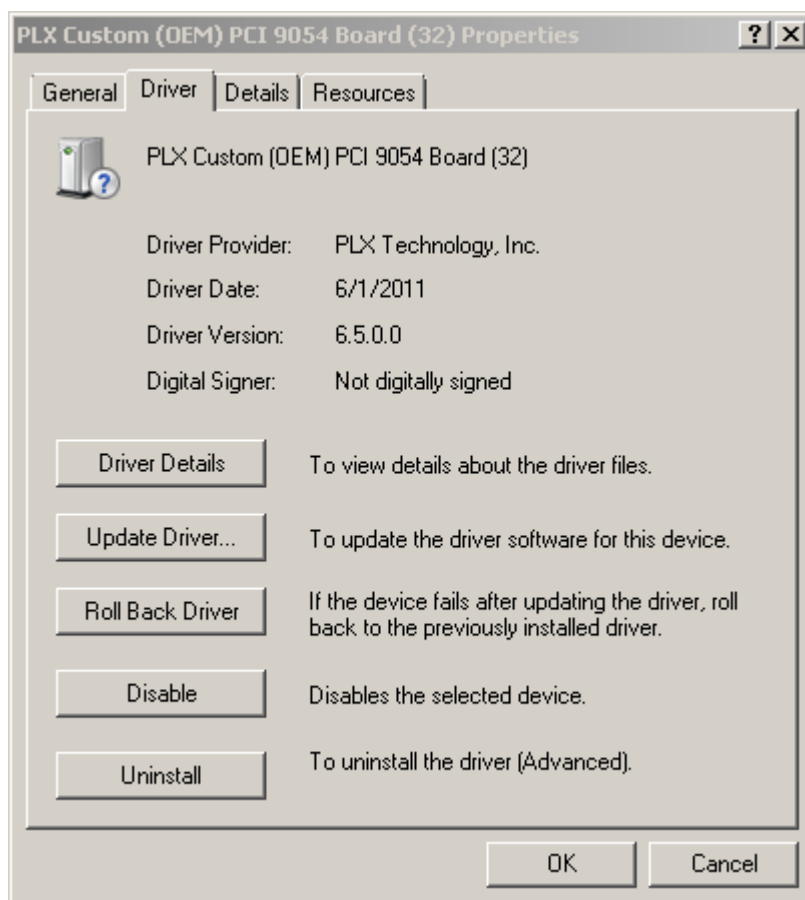 PLX Custom (OEM) PCI 9054 Board (32) Properties
General Driver Details Resources
PLX Custom (OEM) PCI 9054 Board (32)
Driver Provider: PLX Technology, Inc.
Driver Date: 6/1/2011
Driver Version: 6.5.0.0
Digital Signer: Not digitally signed
Driver Details To view details about the driver files.
Update Driver... To update the driver software for this device.
Roll Back Driver If the device fails after updating the driver, roll
back to the previously installed driver.
Disable Disables the selected device.
Uninstall To uninstall the driver (Advanced).
OK Cancel